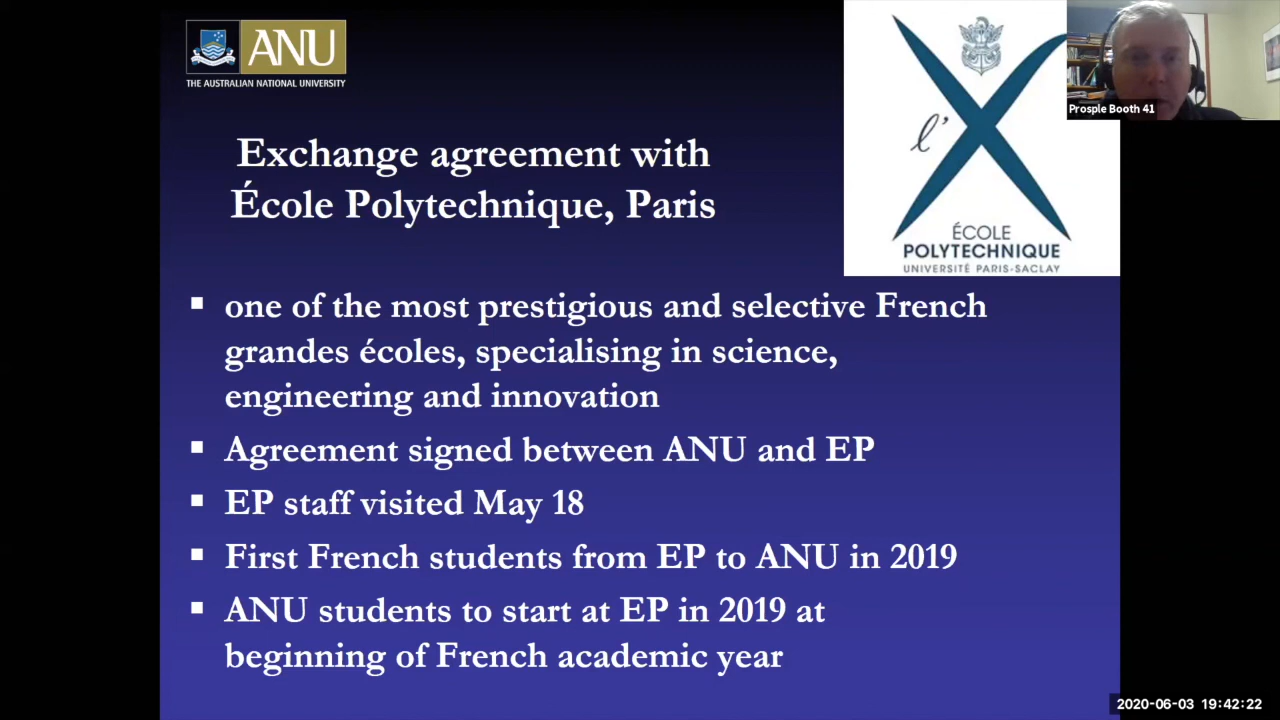 ANU
THE AUSTRALIAN NATIONAL UNIVERSITY
Exchange agreement with
École Polytechnique, Paris
l'X
ÉCOLE
POLYTECHNIQUE
UNIVERSITÉ PARIS-SACLAY
Prosple Booth 41
▪ one of the most prestigious and selective French
grandes écoles, specialising in science,
engineering and innovation
▪ Agreement signed between ANU and EP
▪ EP staff visited May 18
▪ First French students from EP to ANU in 2019
▪ ANU students to start at EP in 2019 at
beginning of French academic year
2020-06-03 19:42:22